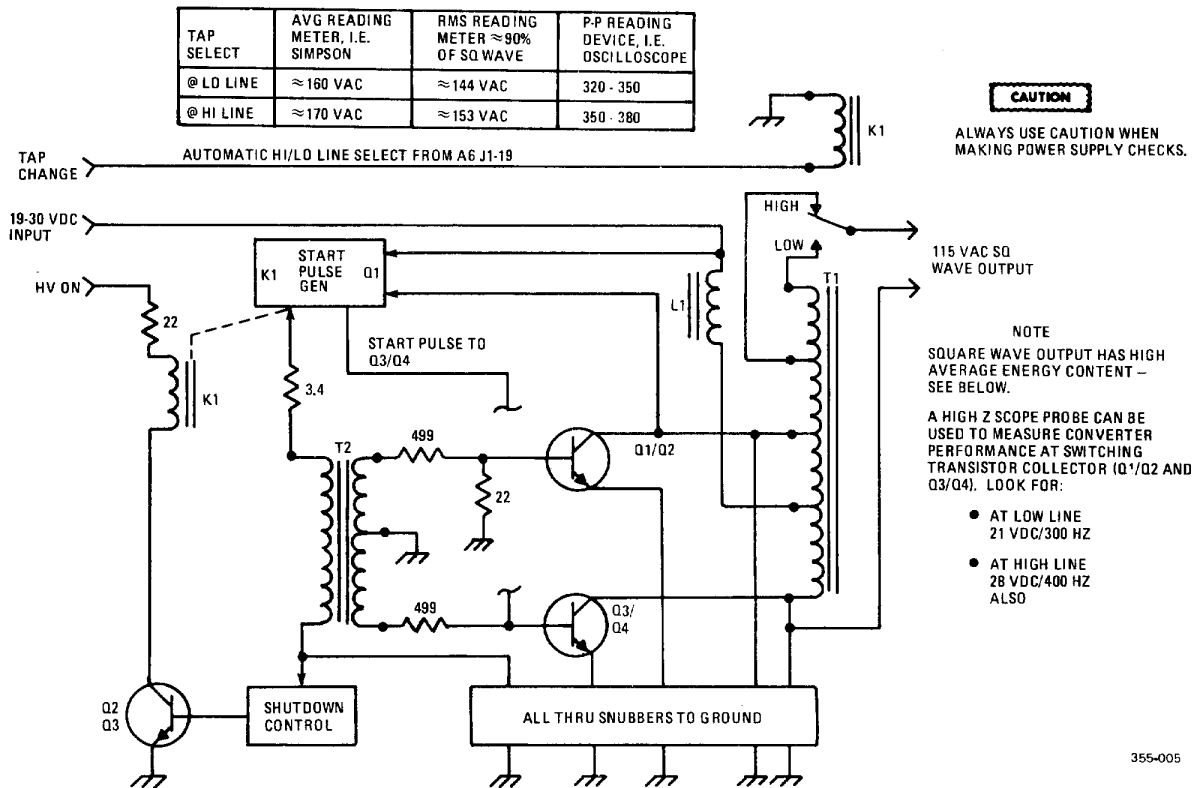 TAP SELECT
AVG READING METER, I.E. SIMPSON
RMS READING METER ≈90% OF SQ WAVE
P-P READING DEVICE, I.E. OSCILLOSCOPE
@ LO LINE
≈160 VAC
≈144 VAC
320 - 350
@ HI LINE
≈170 VAC
≈153 VAC
350 - 380
CAUTION
ALWAYS USE CAUTION WHEN
MAKING POWER SUPPLY CHECKS.
K1
TAP
CHANGE
AUTOMATIC HI/LO LINE SELECT FROM A6 J1-19
19-30 VDC
INPUT
HIGH
LOW
115 VAC SQ
WAVE OUTPUT
K1
START
PULSE
GEN
Q1
HV ON
L1
T1
22
START PULSE TO
Q3/Q4
K1
3.4
NOTE
SQUARE WAVE OUTPUT HAS HIGH
AVERAGE ENERGY CONTENT –
SEE BELOW.
A HIGH Z SCOPE PROBE CAN BE
USED TO MEASURE CONVERTER
PERFORMANCE AT SWITCHING
TRANSISTOR COLLECTOR (Q1/Q2 AND
Q3/Q4). LOOK FOR:
● AT LOW LINE
21 VDC/300 HZ
● AT HIGH LINE
28 VDC/400 HZ
ALSO
T2
499
Q1/Q2
22
499
Q3/
Q4
Q2
Q3
SHUTDOWN
CONTROL
ALL THRU SNUBBERS TO GROUND
355-005